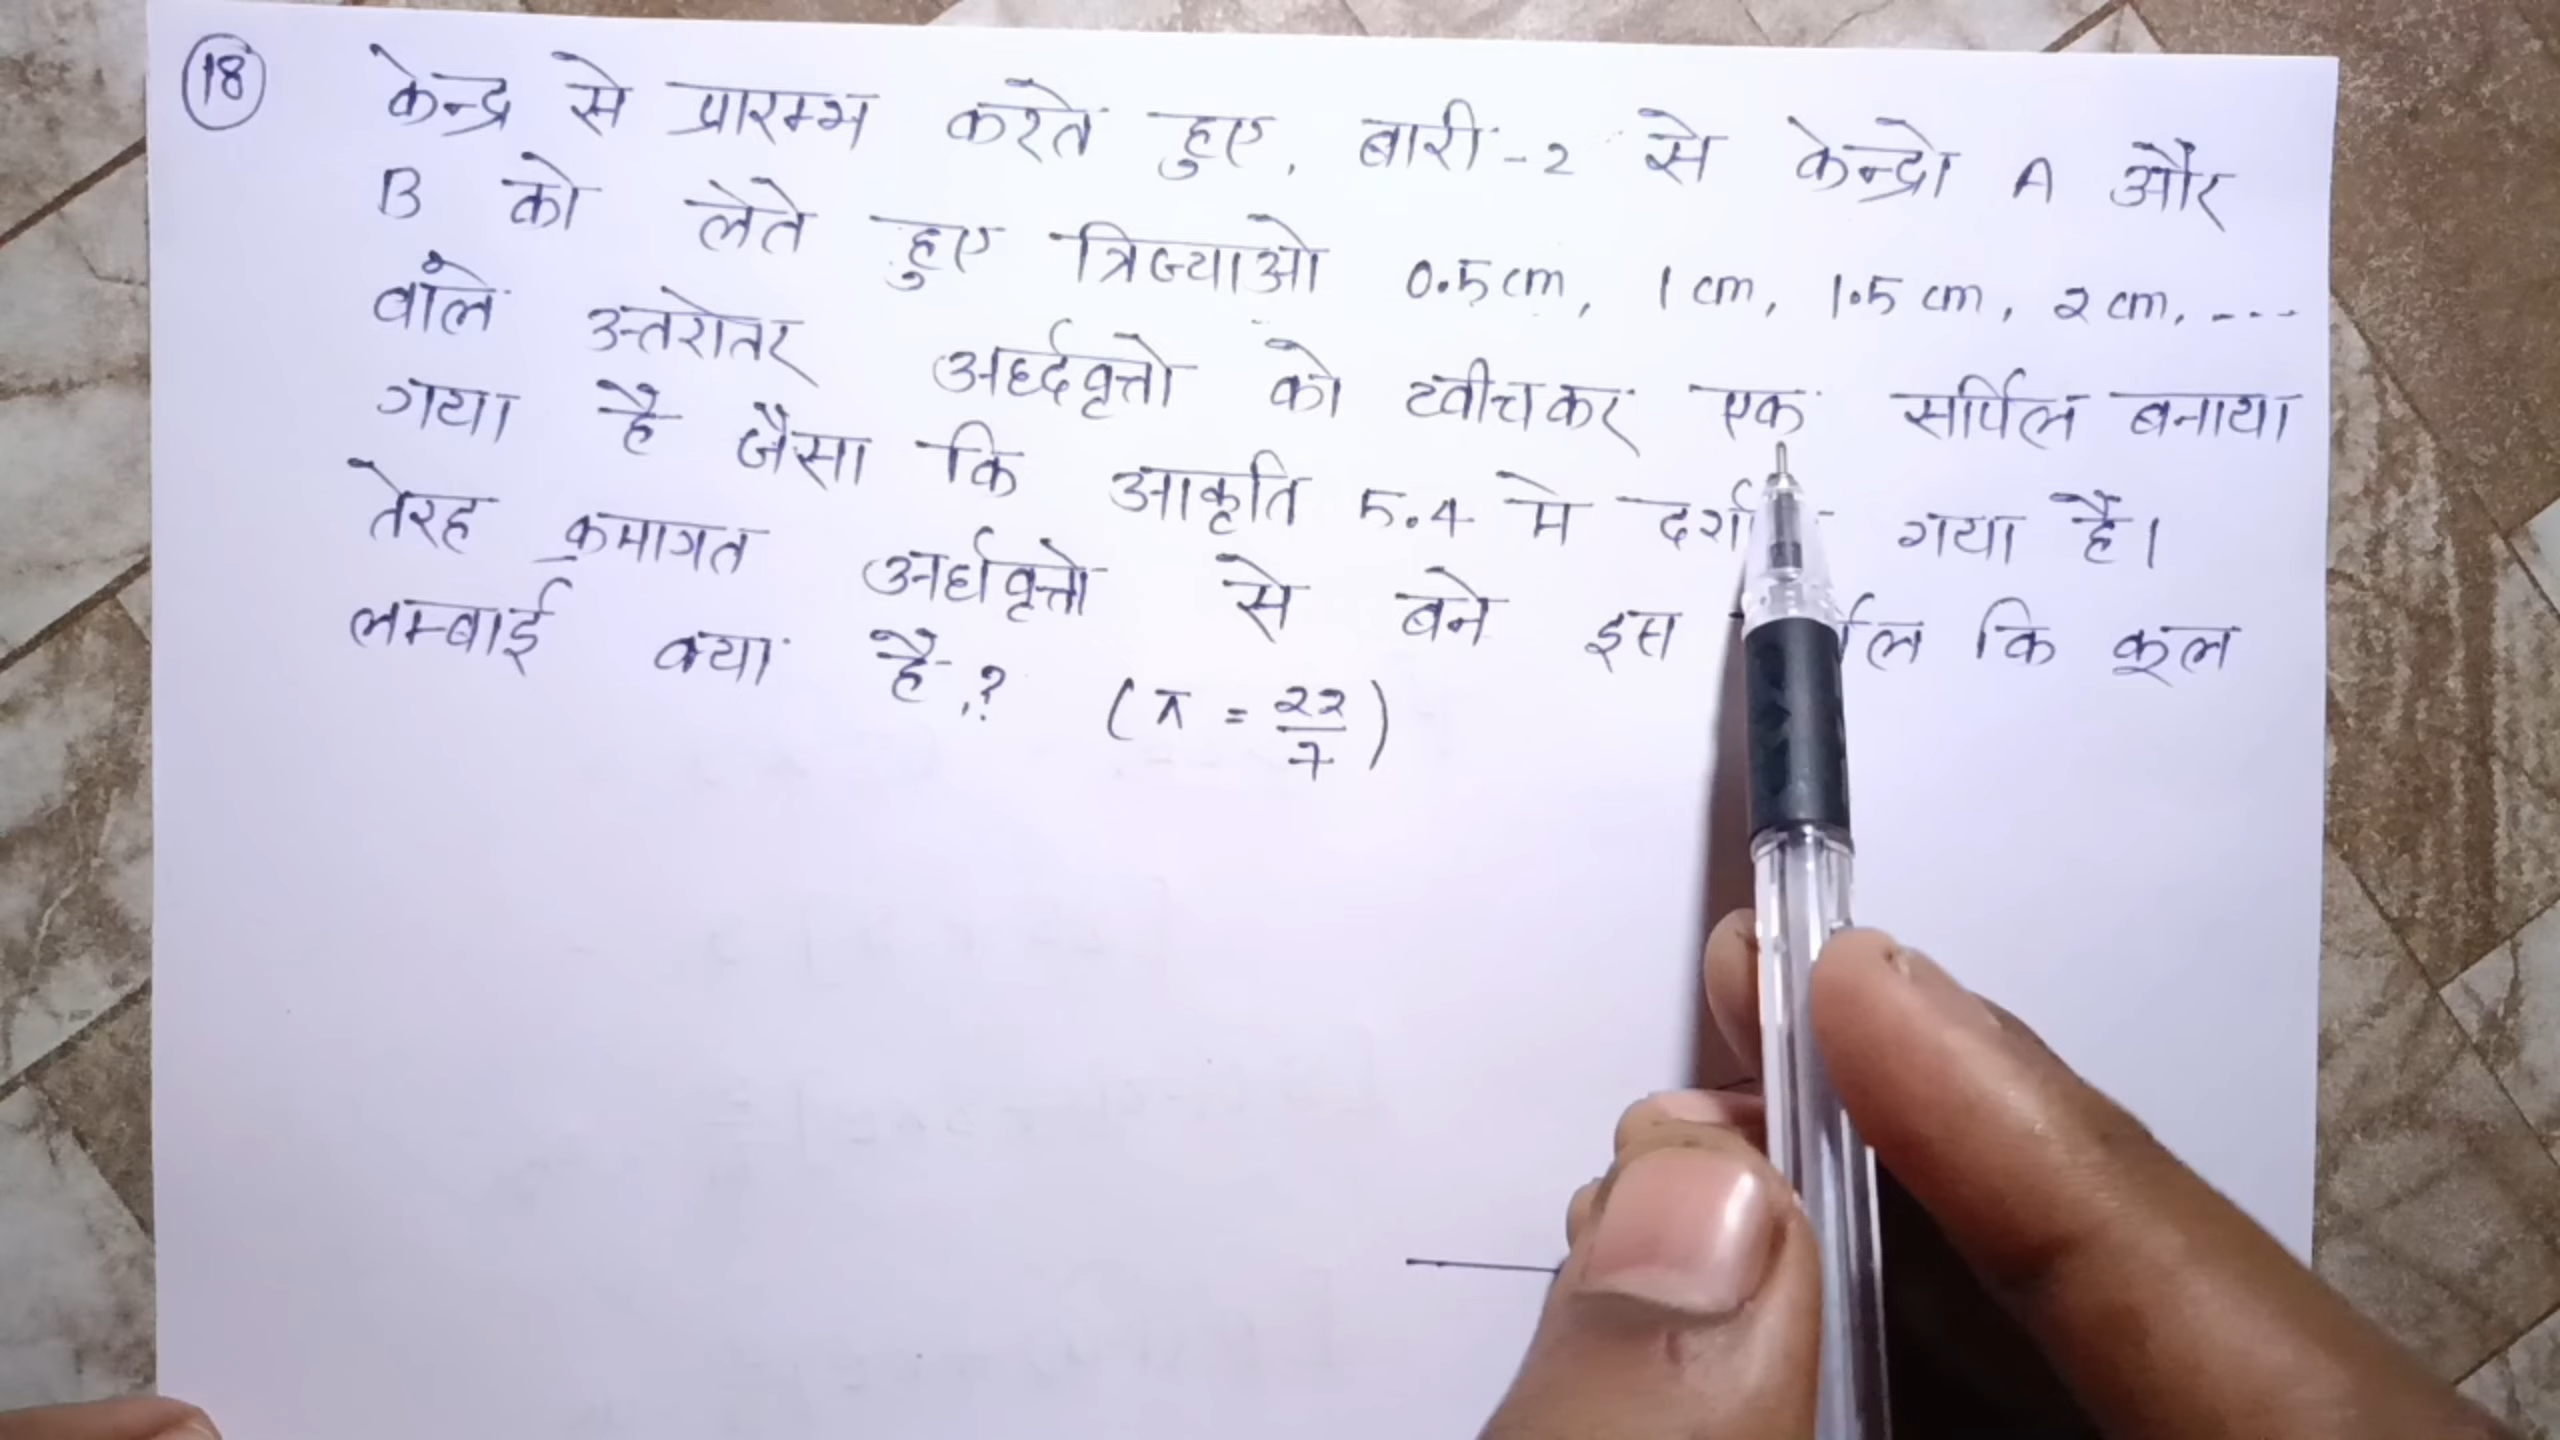 18 केन्द्र से प्रारम्भ करते हुए, बारी-2 से केन्द्रो A और
B को लेते हुए त्रिज्याओ 0.5 cm, 1 cm, 1.5 cm, 2 cm, ---
वाले उत्तरोतर अर्ध्दवृत्तो को खीचकर एक सर्पिल बनाया
गया है जैसा कि आकृति 5.4 मे गया है।
तेरह क्रमागत अर्धवृत्तो से बने इस कि कूल
लम्बाई क्या है,? (π = 22/7)